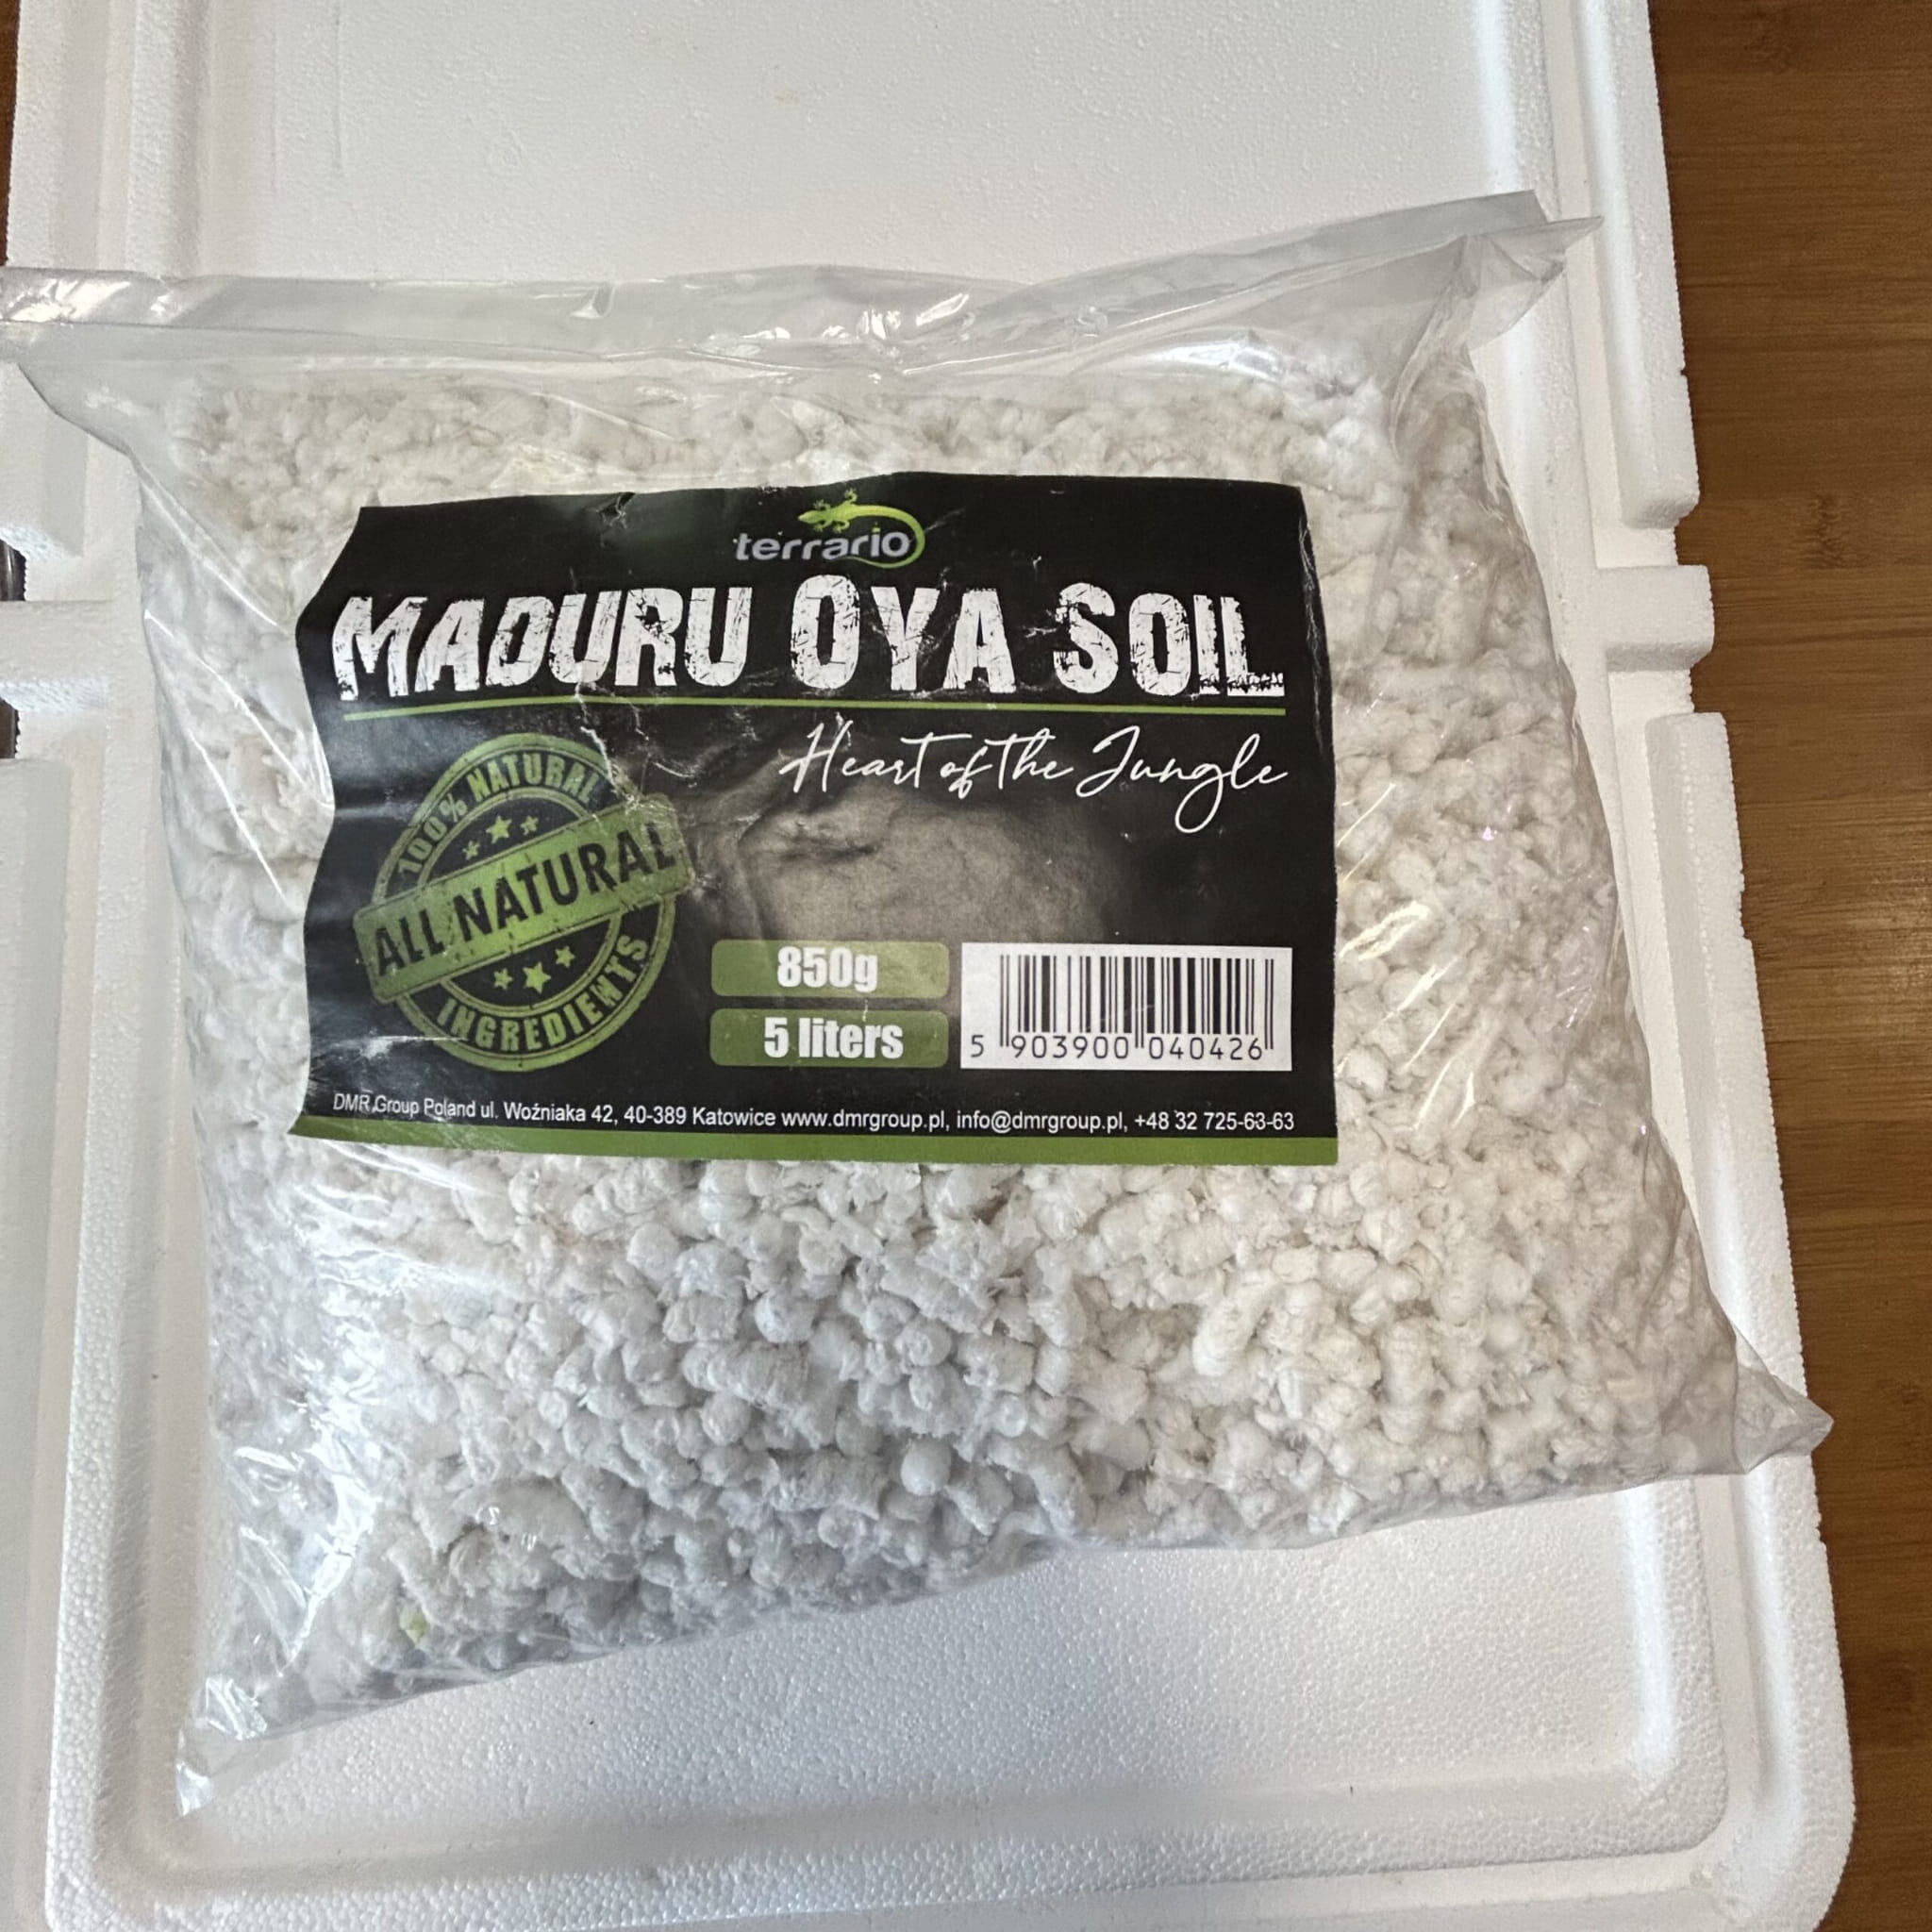 terrario
MADURU OYA SOIL
Heart of the Jungle
100% NATURAL
ALL NATURAL
INGREDIENTS
850g
5 liters
5 903900 040426
DMR Group Poland ul. Woźniaka 42, 40-389 Katowice www.dmrgroup.pl, info@dmrgroup.pl, +48 32 725-63-63